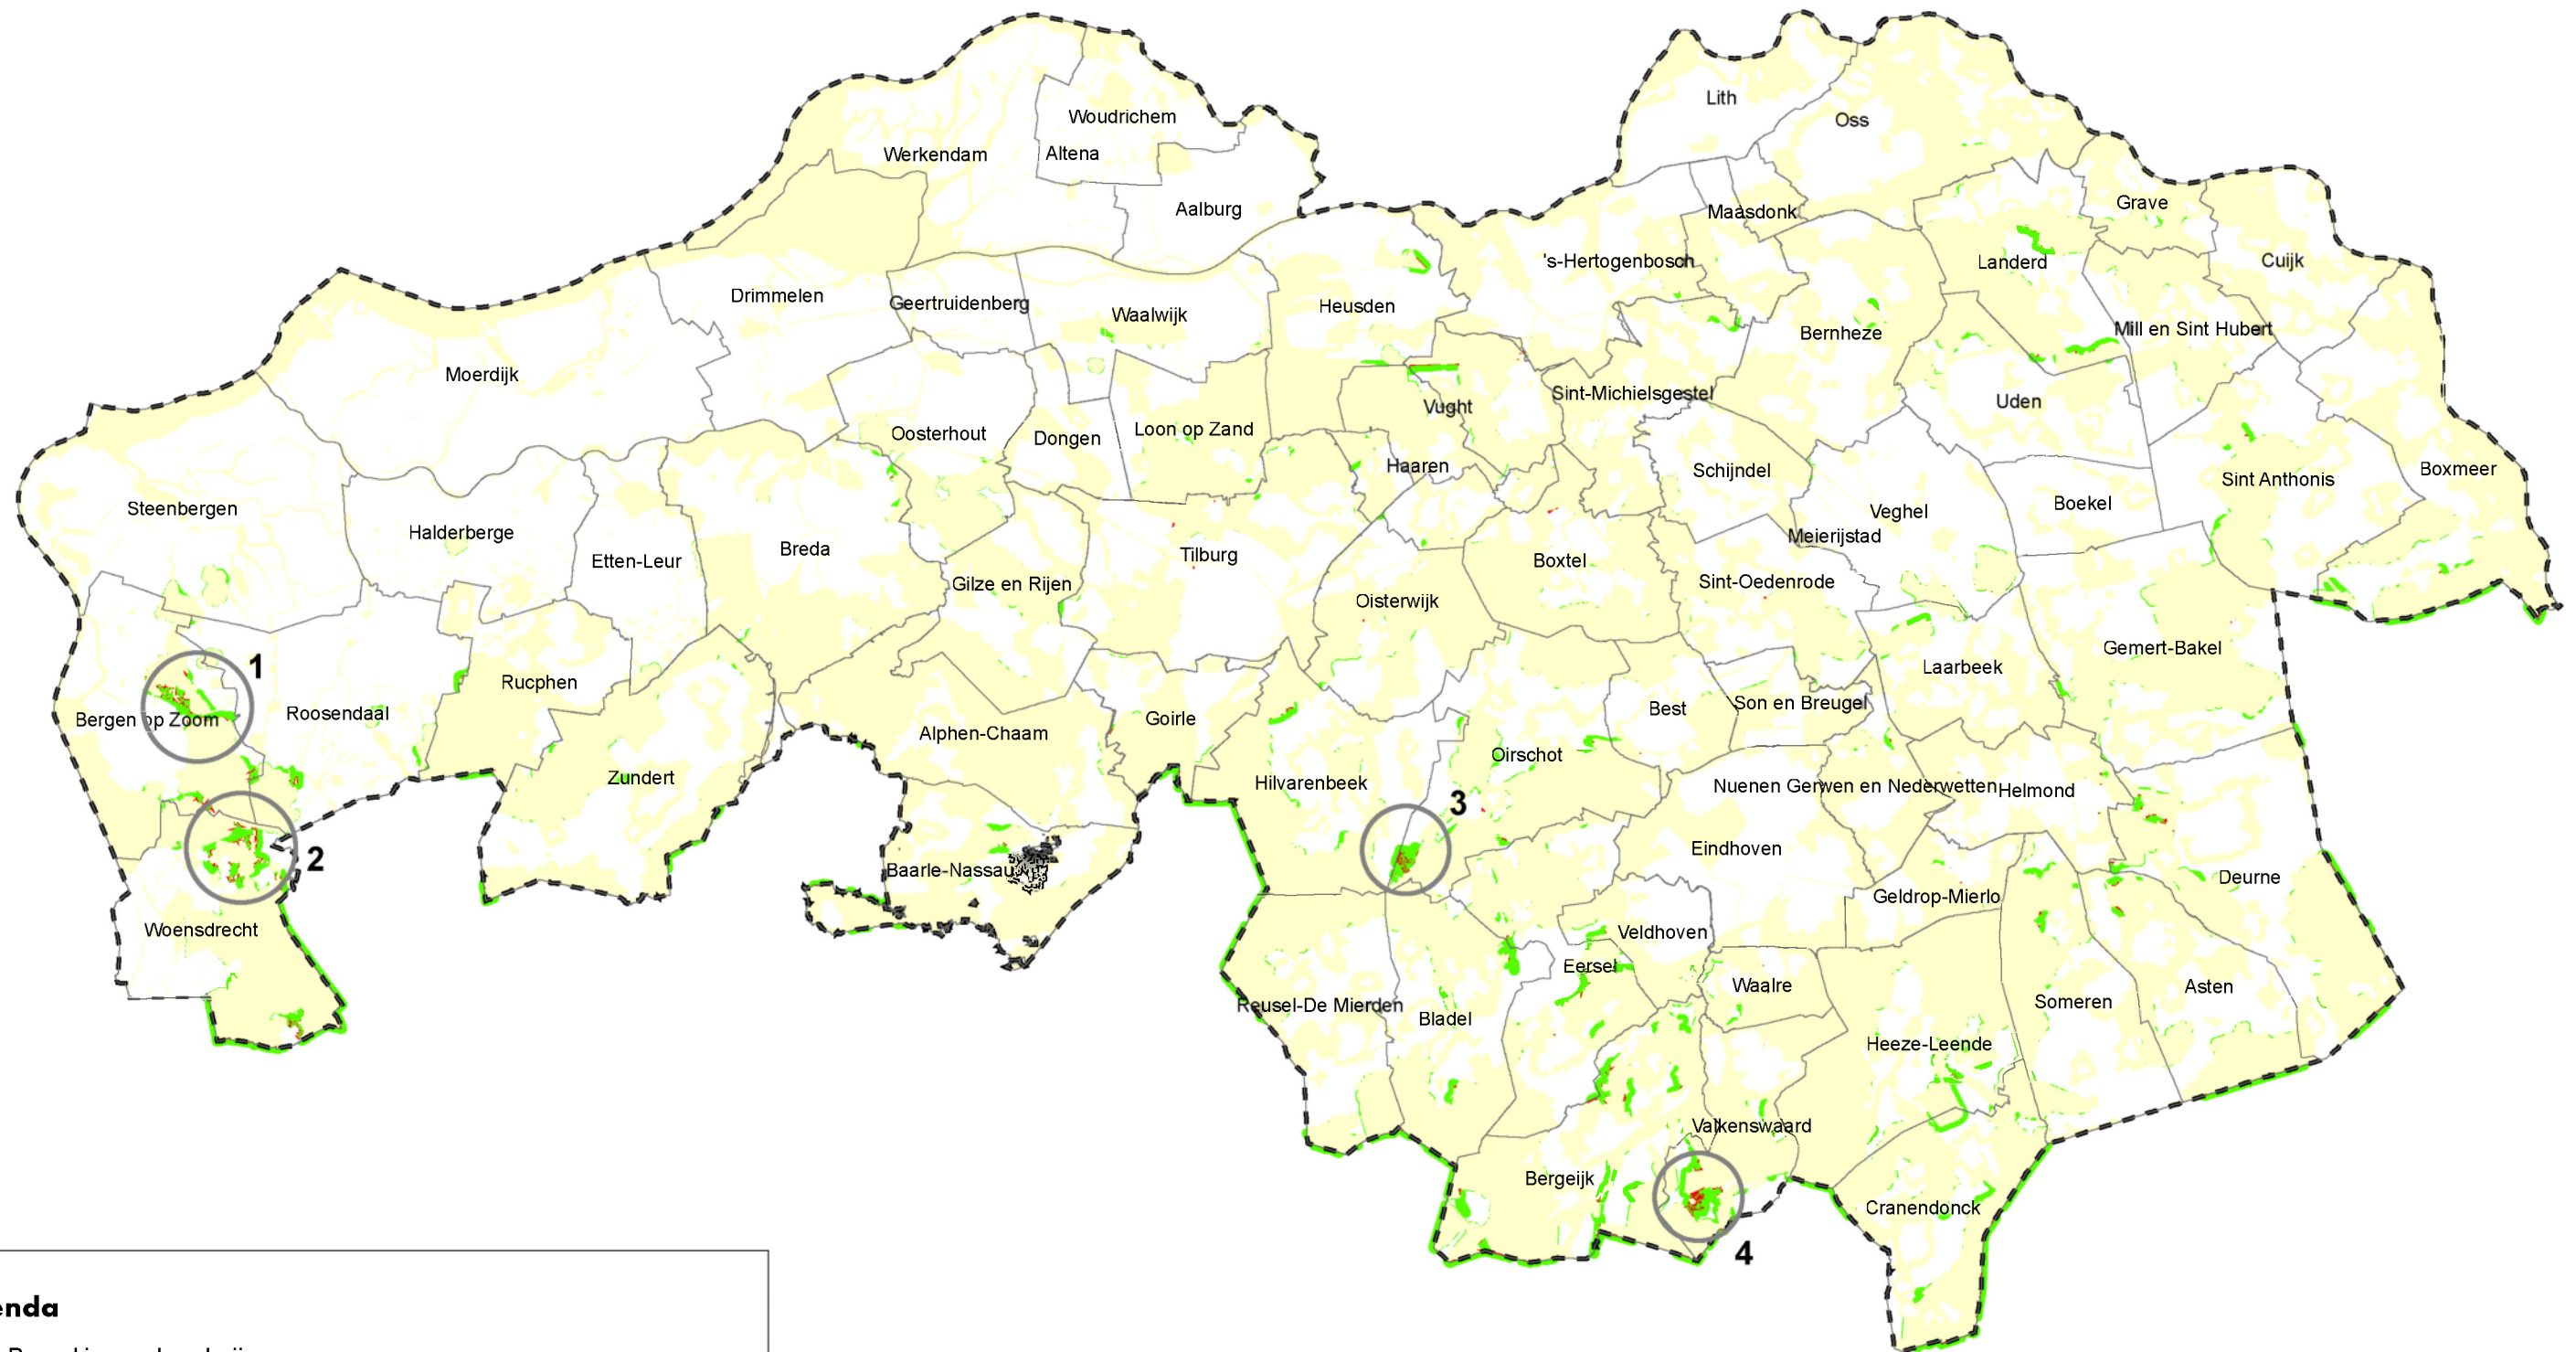 Lith
Oss
Woudrichem
Werkendam
Altena
Aalburg
Maasdonk
Grave
's-Hertogenbosch
Landerd
Cuijk
Drimmelen
Geertruidenberg
Waalwijk
Heusden
Bernheze
Mill en Sint Hubert
Moerdijk
Sint-Michielsgestel
Vught
Uden
Oosterhout
Dongen
Loon op Zand
Haaren
Schijndel
Boxmeer
Sint Anthonis
Steenbergen
Veghel
Boekel
Halderberge
Meierijstad
Breda
Tilburg
Etten-Leur
Boxtel
Gilze en Rijen
Sint-Oedenrode
Oisterwijk
Gemert-Bakel
1
Laarbeek
Rucphen
Son en Breugel
Best
Bergen op Zoom
Roosendaal
Goirle
Alphen-Chaam
Oirschot
Zundert
Hilvarenbeek
Nuenen Gerwen en Nederwetten
Helmond
3
Eindhoven
2
Baarle-Nassau
Deurne
Geldrop-Mierlo
Woensdrecht
Veldhoven
Eersel
Waalre
Asten
Reusel-De Mierden
Someren
Bladel
Heeze-Leende
Valkenswaard
Bergeijk
Cranendonck
4
enda